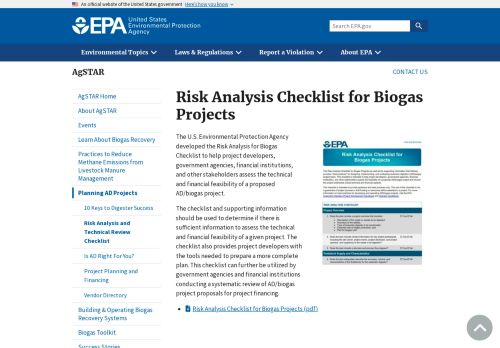 An official website of the United States government Here's how you know
EPA United States
Environmental Protection
Agency
Search EPA.gov
Environmental Topics
Laws & Regulations
Report a Violation
About EPA
AgSTAR
CONTACT US
AgSTAR Home
About AgSTAR
Events
Learn About Biogas Recovery
Practices to Reduce
Methane Emissions from
Livestock Manure
Management
Planning AD Projects
10 Keys to Digester Success
Risk Analysis and
Technical Review
Checklist
Is AD Right For You?
Project Planning and
Financing
Vendor Directory
Building & Operating Biogas
Recovery Systems
Biogas Toolkit
Success Stories
Risk Analysis Checklist for Biogas
Projects
The U.S. Environmental Protection Agency
developed the Risk Analysis for Biogas
Checklist to help project developers,
government agencies, financial institutions,
and other stakeholders assess the technical
and financial feasibility of a proposed
AD/biogas project.
The checklist and supporting information
should be used to determine if there is
sufficient information to assess the technical
and financial feasibility of a given project. The
checklist also provides project developers with
the tools needed to prepare a more complete
plan. This checklist can further be utilized by
government agencies and financial institutions
conducting a systematic review of AD/biogas
project proposals for project financing.
Risk Analysis Checklist for Biogas Projects (pdf)
EPA
Risk Analysis Checklist for
Biogas Projects